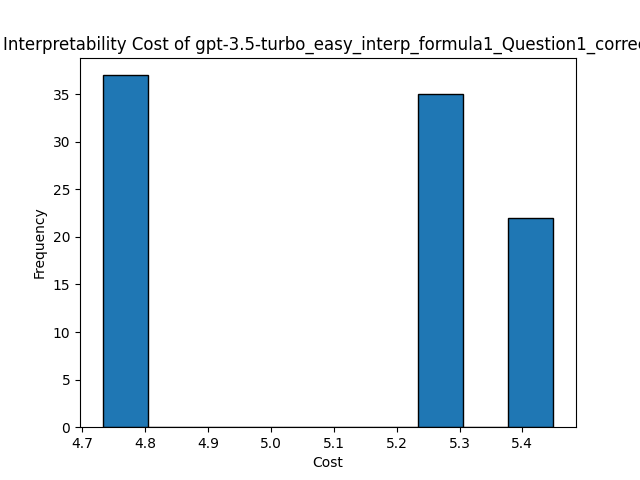 Interpretability Cost of gpt-3.5-turbo_easy_interp_formula1_Question1_corre
35
30
25
20
15
10
5
0
Frequency
4.7 4.8 4.9 5.0 5.1 5.2 5.3 5.4
Cost